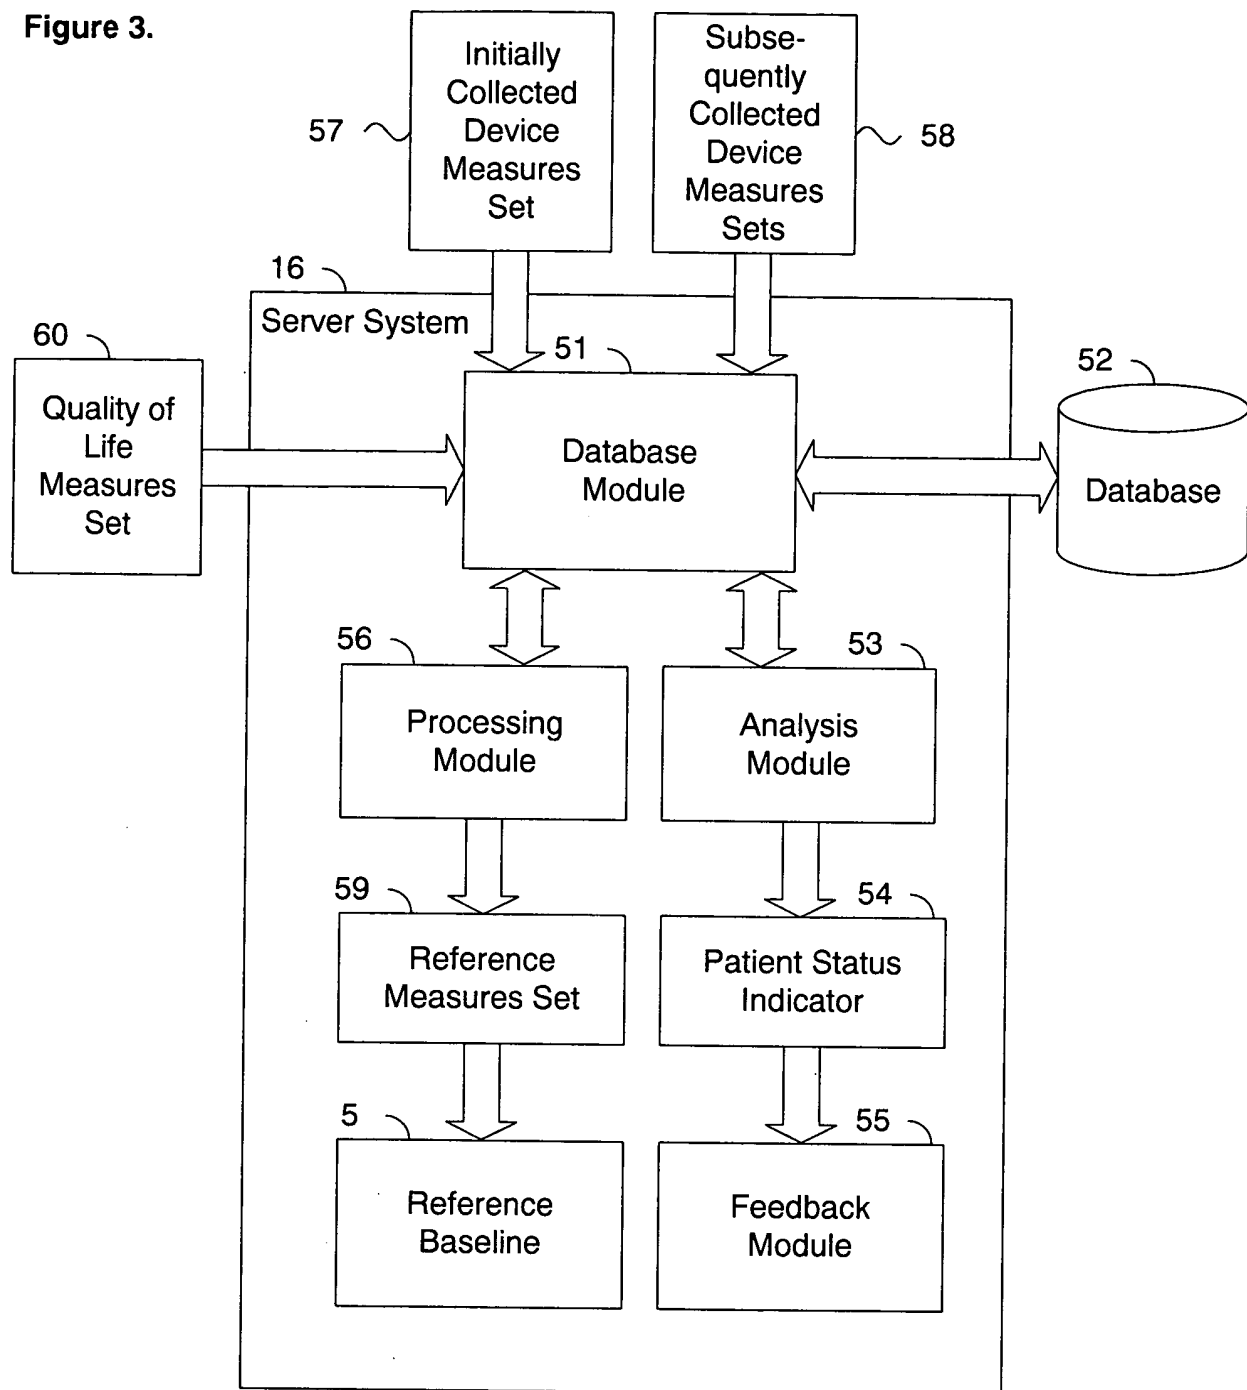 Figure 3.
Initially
Collected
Device
Measures
Set
57
Subse-
quently
Collected
Device
Measures
Sets
58
16
Server System
60
Quality of
Life
Measures
Set
51
Database
Module
52
Database
56
Processing
Module
53
Analysis
Module
59
Reference
Measures Set
54
Patient Status
Indicator
5
Reference
Baseline
55
Feedback
Module